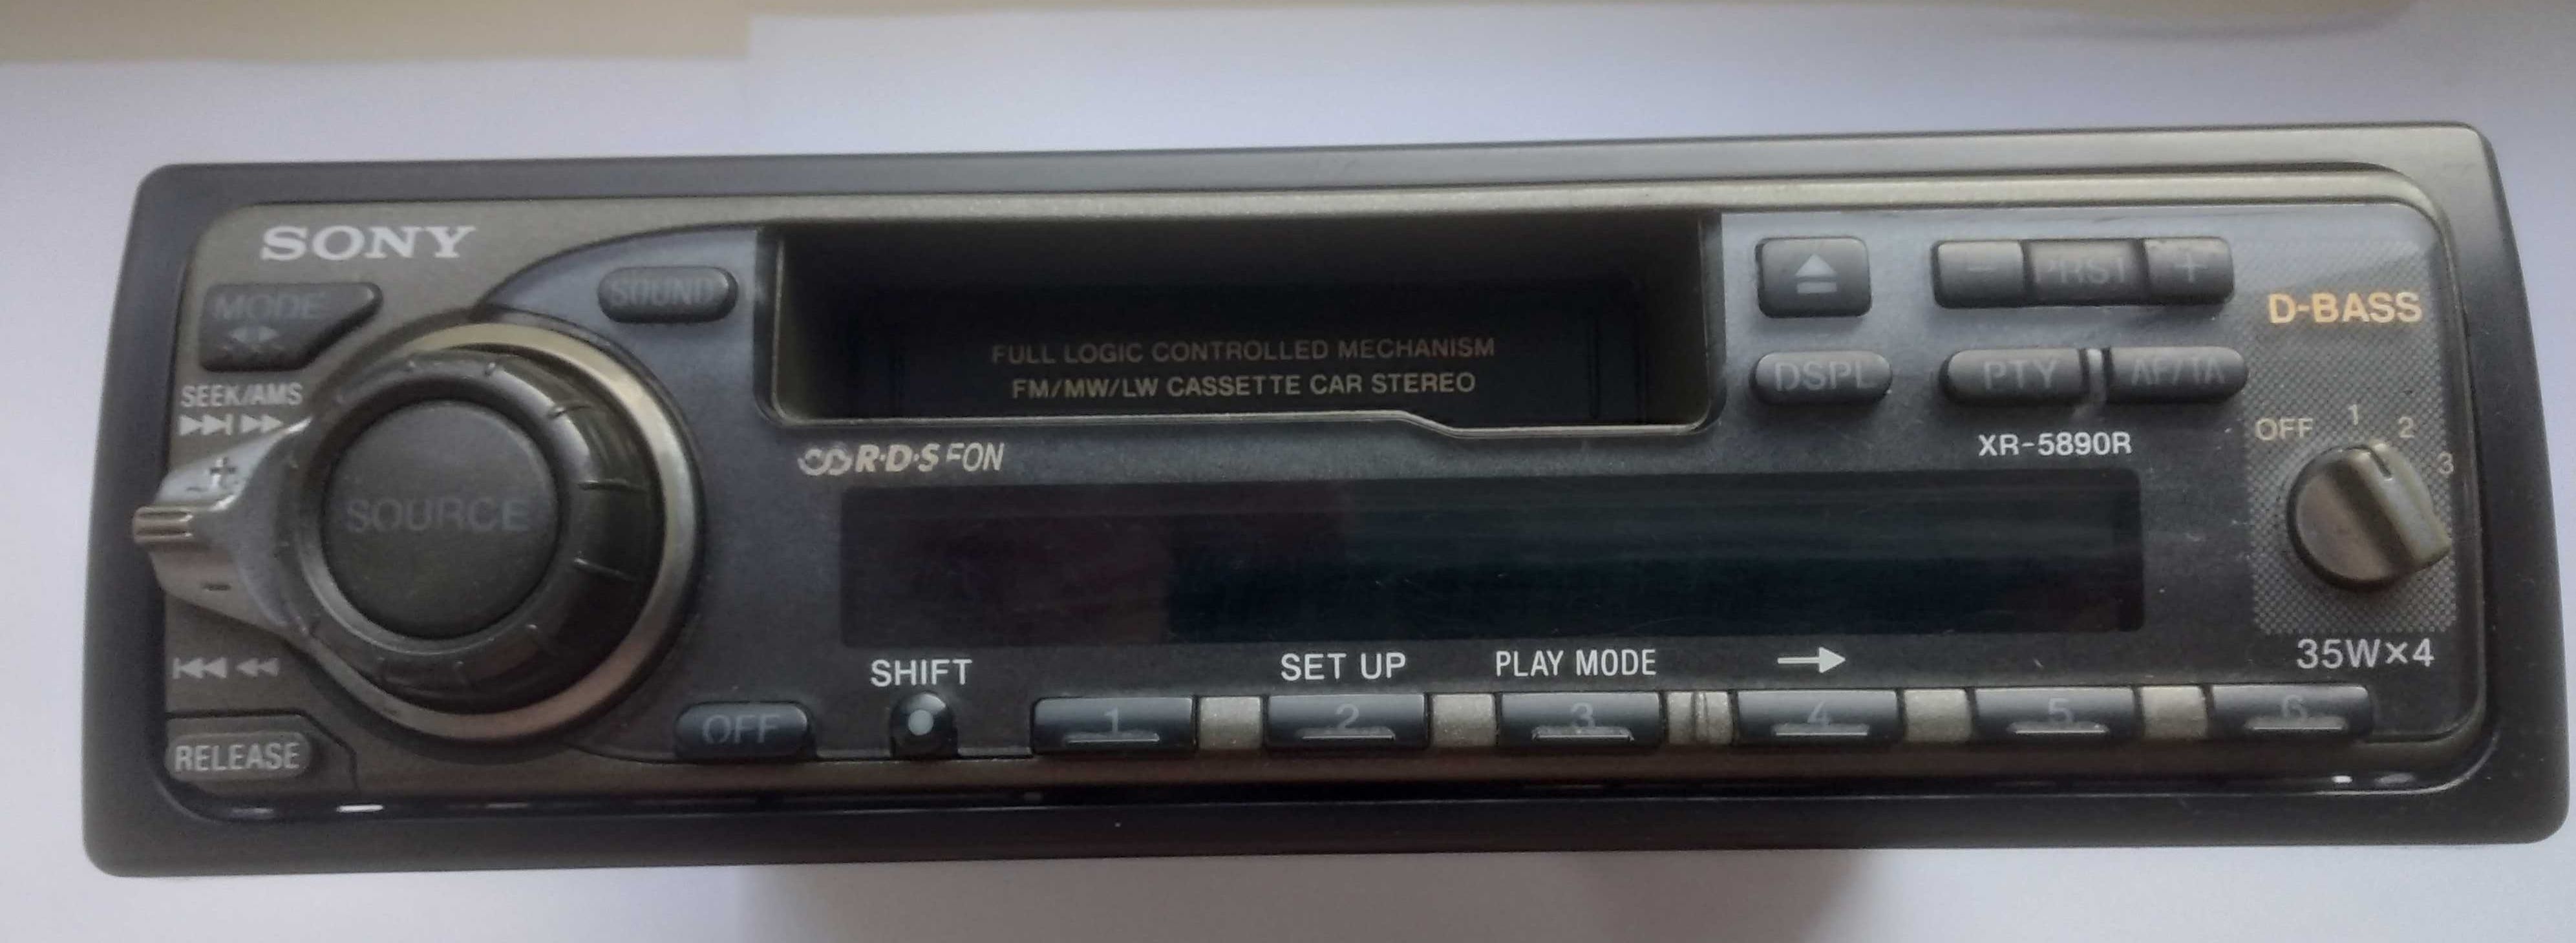 SONY
MODE
SOUND
SEEK/AMS
+
SOURCE
-
RELEASE
OFF
FULL LOGIC CONTROLLED MECHANISM
FM/MW/LW CASSETTE CAR STEREO
R·D·S EON
- PRST +
DSPL
PTY
AF/TA
XR-5890R
D-BASS
OFF 1 2 3
35W×4
SHIFT
SET UP
PLAY MODE
1 2 3 4 5 6